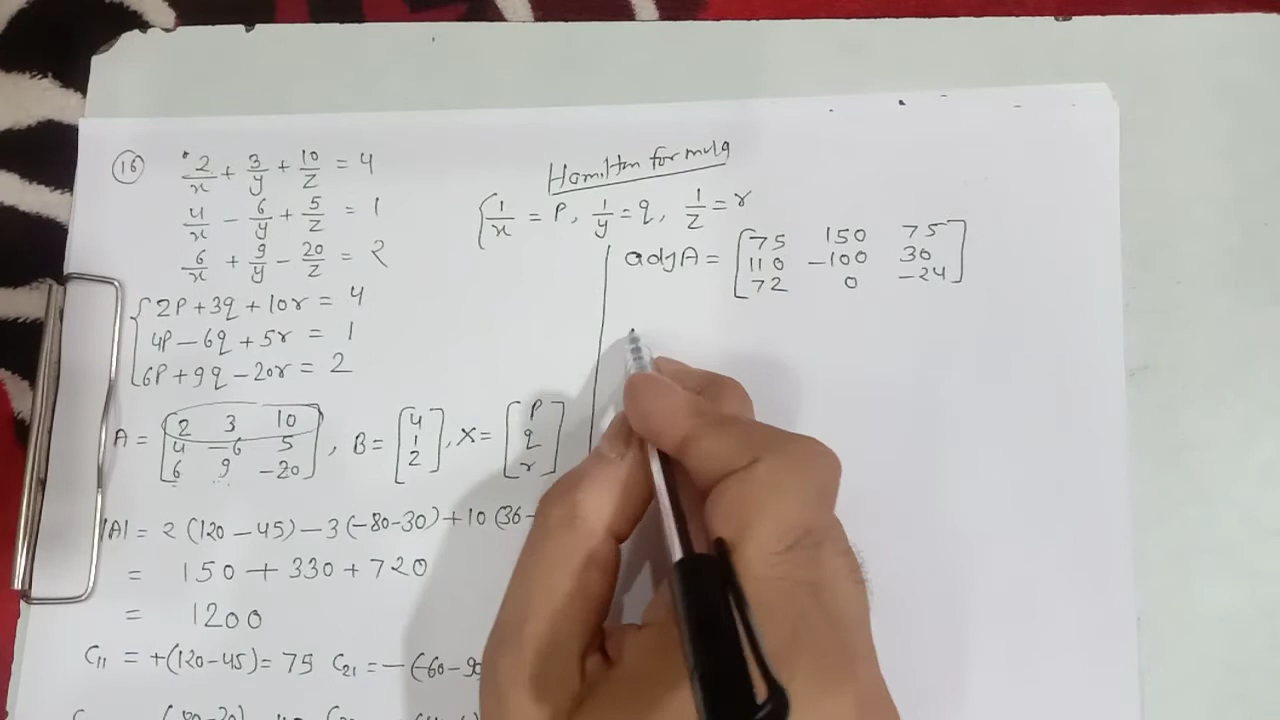 (16) 2/x + 3/y + 10/z = 4
4/x - 6/y + 5/z = 1
6/x + 9/y - 20/z = 2
2P + 3q + 10r = 4
4P - 6q + 5r = 1
6P + 9q - 20r = 2
A = [2 3 10
4 -6 5
6 9 -20], B = [4
1
2], X = [P
q
r]
|A| = 2(120-45) - 3(-80-30) + 10(36-
= 150 + 330 + 720
= 1200
C11 = +(120-45) = 75 C21 = -(-60-90
Hamilton formula
{1/x = P, 1/y = q, 1/z = r
adjA = [75 150 75
110 -100 30
72 0 -24]